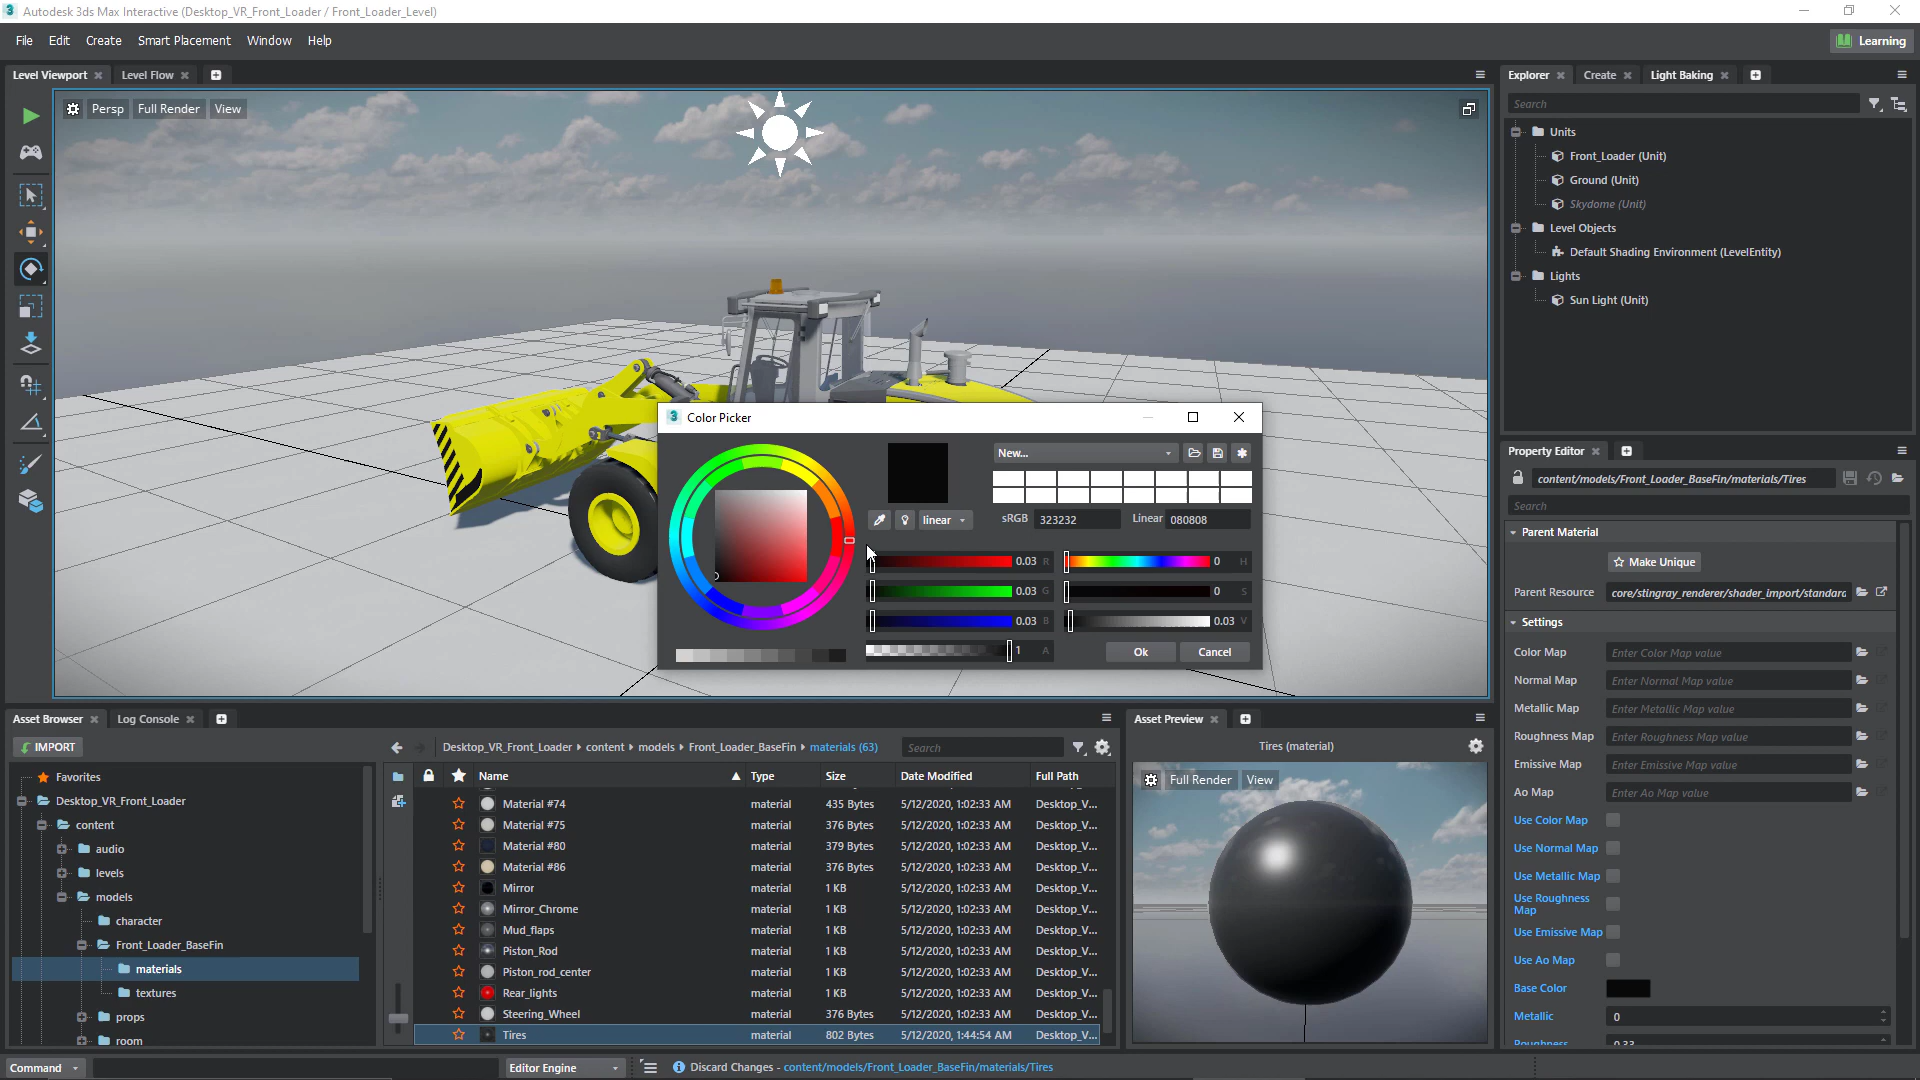 Autodesk 3ds Max Interactive (Desktop_VR_Front_Loader / Front_Loader_Level)
File Edit Create Smart Placement Window Help
Learning
Level Viewport Level Flow
Persp Full Render View
Explorer Create Light Baking
Search
Units
Front_Loader (Unit)
Ground (Unit)
Skydome (Unit)
Level Objects
Default Shading Environment (LevelEntity)
Lights
Sun Light (Unit)
Color Picker
New...
linear
sRGB 323232 Linear 080808
0.03 R 0 H
0.03 G 0 S
0.03 B 0.03 V
1 A
Ok Cancel
Property Editor
content/models/Front_Loader_BaseFin/materials/Tires
Search
Parent Material
Make Unique
Parent Resource core/stingray_renderer/shader_import/standard
Settings
Color Map Enter Color Map value
Normal Map Enter Normal Map value
Metallic Map Enter Metallic Map value
Roughness Map Enter Roughness Map value
Emissive Map Enter Emissive Map value
Ao Map Enter Ao Map value
Use Color Map
Use Normal Map
Use Metallic Map
Use Roughness
Map
Use Emissive Map
Use Ao Map
Base Color
Metallic 0
Roughness 0.33
Asset Browser Log Console
IMPORT
Desktop_VR_Front_Loader content models Front_Loader_BaseFin materials (63)
Search
Favorites
Desktop_VR_Front_Loader
content
audio
levels
models
character
Front_Loader_BaseFin
materials
textures
props
room
Name Type Size Date Modified Full Path
Material #74 material 435 Bytes 5/12/2020, 1:02:33 AM Desktop_V...
Material #75 material 376 Bytes 5/12/2020, 1:02:33 AM Desktop_V...
Material #80 material 379 Bytes 5/12/2020, 1:02:33 AM Desktop_V...
Material #86 material 376 Bytes 5/12/2020, 1:02:33 AM Desktop_V...
Mirror material 1 KB 5/12/2020, 1:02:33 AM Desktop_V...
Mirror_Chrome material 1 KB 5/12/2020, 1:02:33 AM Desktop_V...
Mud_flaps material 1 KB 5/12/2020, 1:02:33 AM Desktop_V...
Piston_Rod material 1 KB 5/12/2020, 1:02:33 AM Desktop_V...
Piston_rod_center material 1 KB 5/12/2020, 1:02:33 AM Desktop_V...
Rear_lights material 1 KB 5/12/2020, 1:02:33 AM Desktop_V...
Steering_Wheel material 376 Bytes 5/12/2020, 1:02:33 AM Desktop_V...
Tires material 802 Bytes 5/12/2020, 1:44:54 AM Desktop_V...
Asset Preview
Tires (material)
Full Render View
Command
Editor Engine
Discard Changes - content/models/Front_Loader_BaseFin/materials/Tires